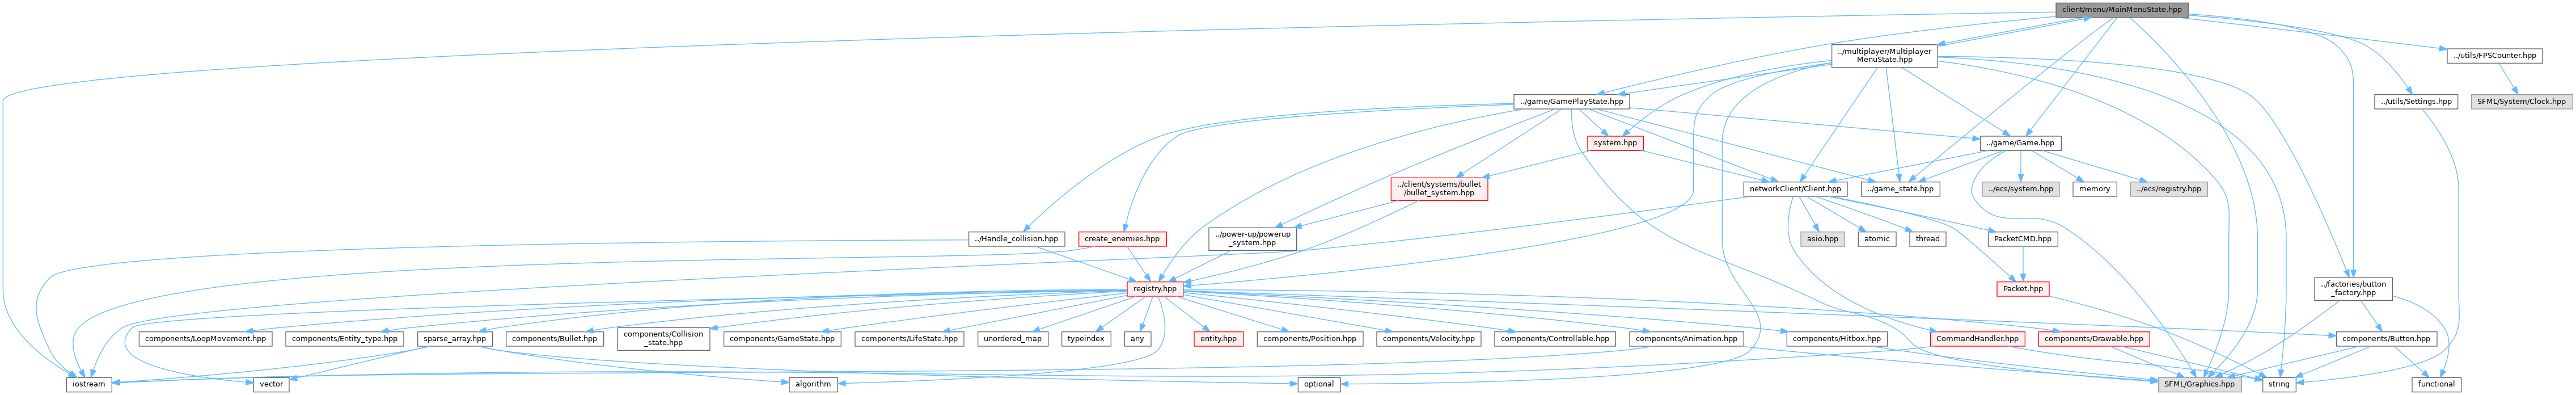 client/menu/MainMenuState.hpp
../multiplayer/Multiplayer
MenuState.hpp
../utils/FPSCounter.hpp
../game/GamePlayState.hpp
../utils/Settings.hpp
SFML/System/Clock.hpp
system.hpp
../game/Game.hpp
../client/systems/bullet
/bullet_system.hpp
networkClient/Client.hpp
../game_state.hpp
../ecs/system.hpp
memory
../ecs/registry.hpp
../Handle_collision.hpp
create_enemies.hpp
../power-up/powerup
_system.hpp
asio.hpp
atomic
thread
PacketCMD.hpp
registry.hpp
Packet.hpp
../factories/button
_factory.hpp
components/LoopMovement.hpp
components/Entity_type.hpp
sparse_array.hpp
components/Bullet.hpp
components/Collision
_state.hpp
components/GameState.hpp
components/LifeState.hpp
unordered_map
typeindex
any
entity.hpp
components/Position.hpp
components/Velocity.hpp
components/Controllable.hpp
components/Animation.hpp
components/Hitbox.hpp
CommandHandler.hpp
components/Drawable.hpp
components/Button.hpp
iostream
vector
algorithm
optional
SFML/Graphics.hpp
string
functional